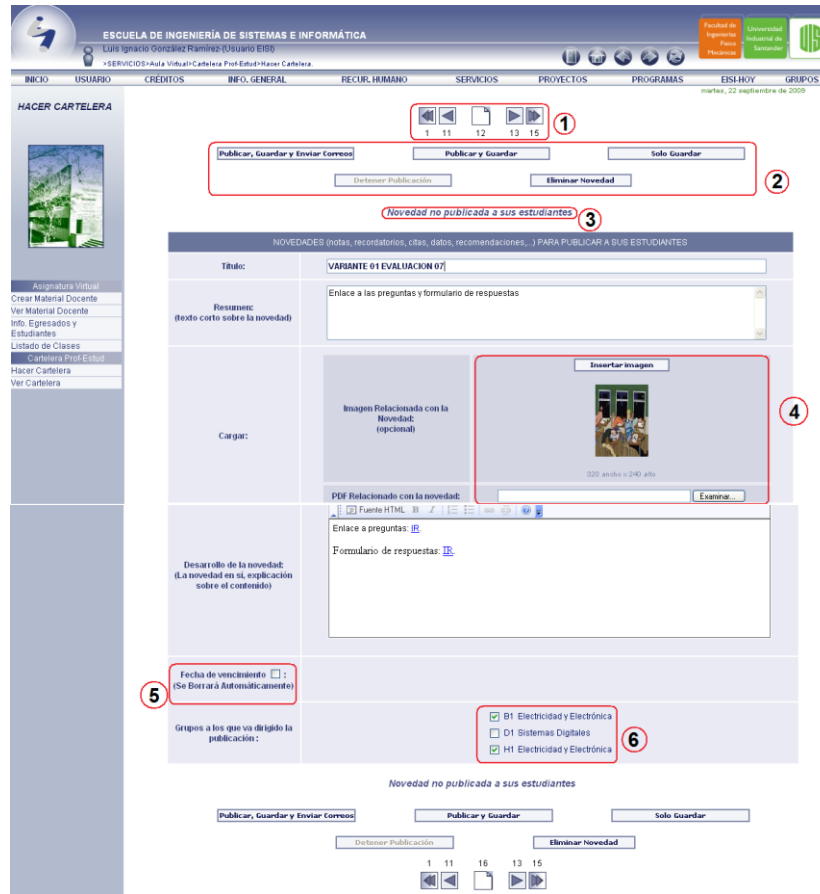 ESCUELA DE INGENIERÍA DE SISTEMAS E INFORMÁTICA
Luis Ignacio González Ramírez-(Usuario EISI)
>SERVICIOS>Aula Virtual>Cartelera Prof-Estud>Hacer Cartelera.
Facultad de
Ingenierías
Físico
Mecánicas
Universidad
Industrial de
Santander
INICIO USUARIO CRÉDITOS INFO. GENERAL RECUR. HUMANO SERVICIOS PROYECTOS PROGRAMAS EISI-HOY GRUPOS
martes, 22 septiembre de 2009
HACER CARTELERA
1 11 12 13 15
1
Publicar, Guardar y Enviar Correos Publicar y Guardar Solo Guardar
Detener Publicación Eliminar Novedad
2
Novedad no publicada a sus estudiantes
3
NOVEDADES (notas, recordatorios, citas, datos, recomendaciones,...) PARA PUBLICAR A SUS ESTUDIANTES
Título: VARIANTE 01 EVALUACION 07
Resumen:
(texto corto sobre la novedad)
Enlace a las preguntas y formulario de respuestas
Asignatura Virtual
Crear Material Docente
Ver Material Docente
Info. Egresados y
Estudiantes
Listado de Clases
Cartelera Prof-Estud
Hacer Cartelera
Ver Cartelera
Cargar:
Imagen Relacionada con la
Novedad:
(opcional)
Insertar imagen
320 ancho x 240 alto
4
PDF Relacionado con la novedad: Examinar...
Fuente HTML B I
Desarrollo de la novedad:
(La novedad en sí, explicación
sobre el contenido)
Enlace a preguntas: IR.
Formulario de respuestas: IR.
Fecha de vencimiento :
(Se Borrará Automáticamente)
5
Grupos a los que va dirigido la
publicación :
B1 Electricidad y Electrónica
D1 Sistemas Digitales
H1 Electricidad y Electrónica
6
Novedad no publicada a sus estudiantes
Publicar, Guardar y Enviar Correos Publicar y Guardar Solo Guardar
Detener Publicación Eliminar Novedad
1 11 16 13 15